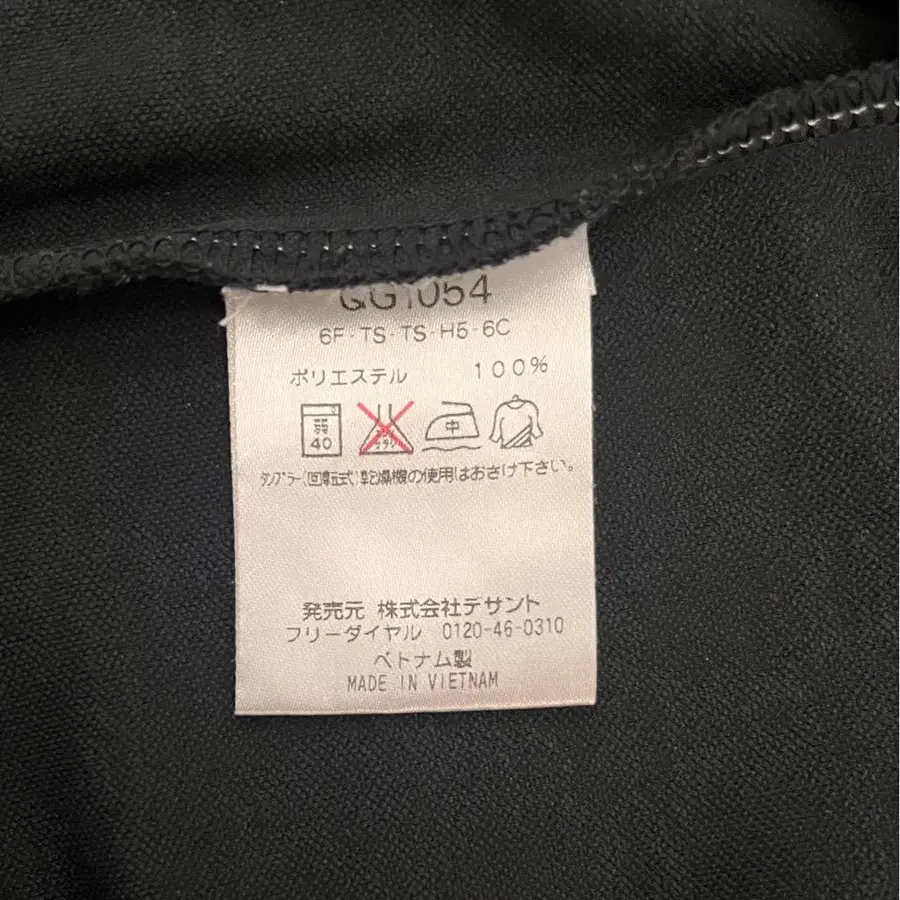 QG1054
6F-TS-TS-H5-6C
ポリエステル 100%
弱 40 中
タンブラー(回転式)乾燥機の使用はおさけ下さい。
発売元 株式会社デサント
フリーダイヤル 0120-46-0310
ベトナム製
MADE IN VIETNAM